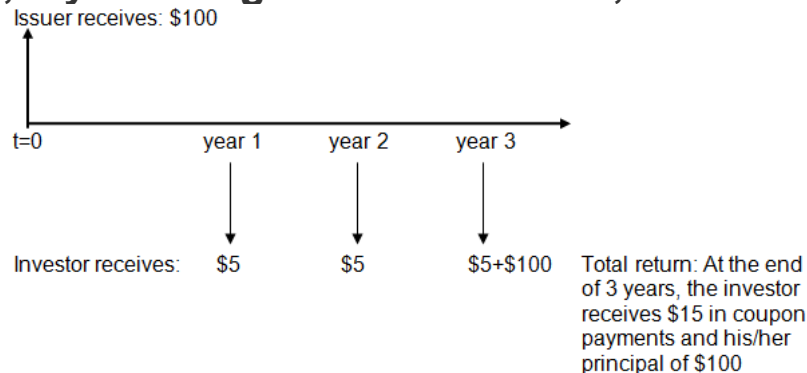 Issuer receives: $100
t=0 year 1 year 2 year 3
Investor receives: $5 $5 $5+$100
Total return: At the end
of 3 years, the investor
receives $15 in coupon
payments and his/her
principal of $100